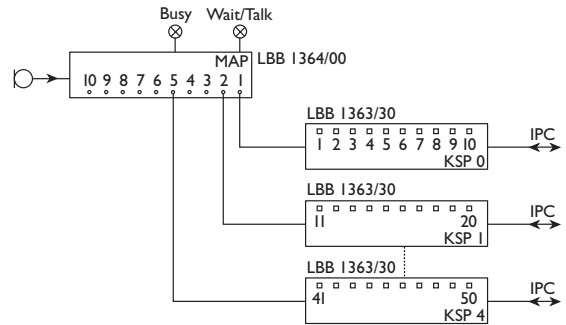 Busy Wait/Talk
MAP LBB 1364/00
10 9 8 7 6 5 4 3 2 1
LBB 1363/30
1 2 3 4 5 6 7 8 9 10 IPC
KSP 0
LBB 1363/30
11 20 IPC
KSP 1
LBB 1363/30
41 50 IPC
KSP 4